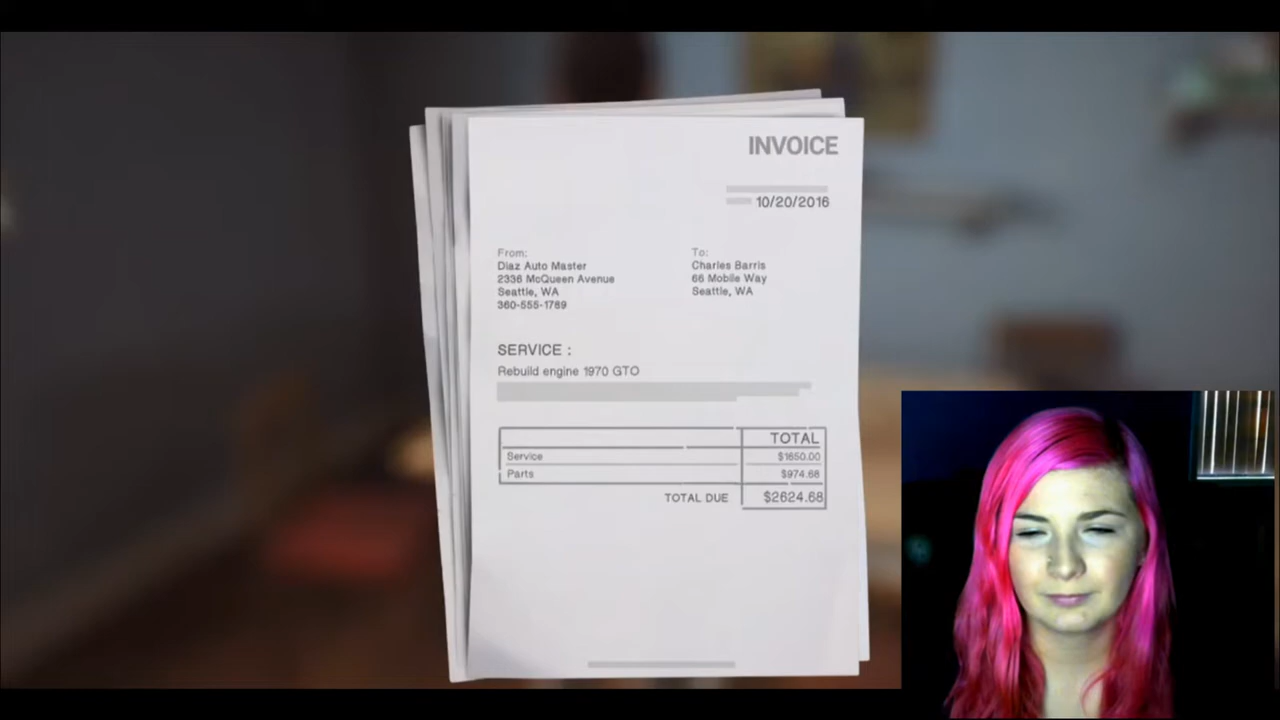 INVOICE
10/20/2016
From:
Diaz Auto Master
2336 McQueen Avenue
Seattle, WA
360-555-1789
To:
Charles Barris
66 Mobile Way
Seattle, WA
SERVICE :
Rebuild engine 1970 GTO
TOTAL
Service $1650.00
Parts $974.68
TOTAL DUE $2624.68